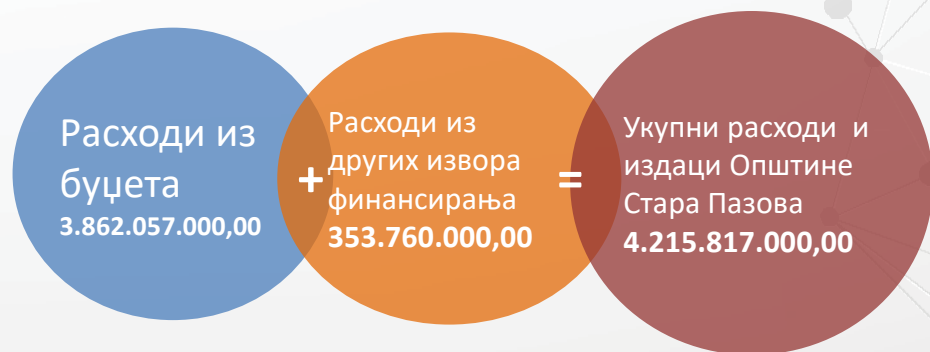 Расходи из
буџета
3.862.057.000,00
+
Расходи из
других извора
финансирања
353.760.000,00
=
Укупни расходи и
издаци Општине
Стара Пазова
4.215.817.000,00